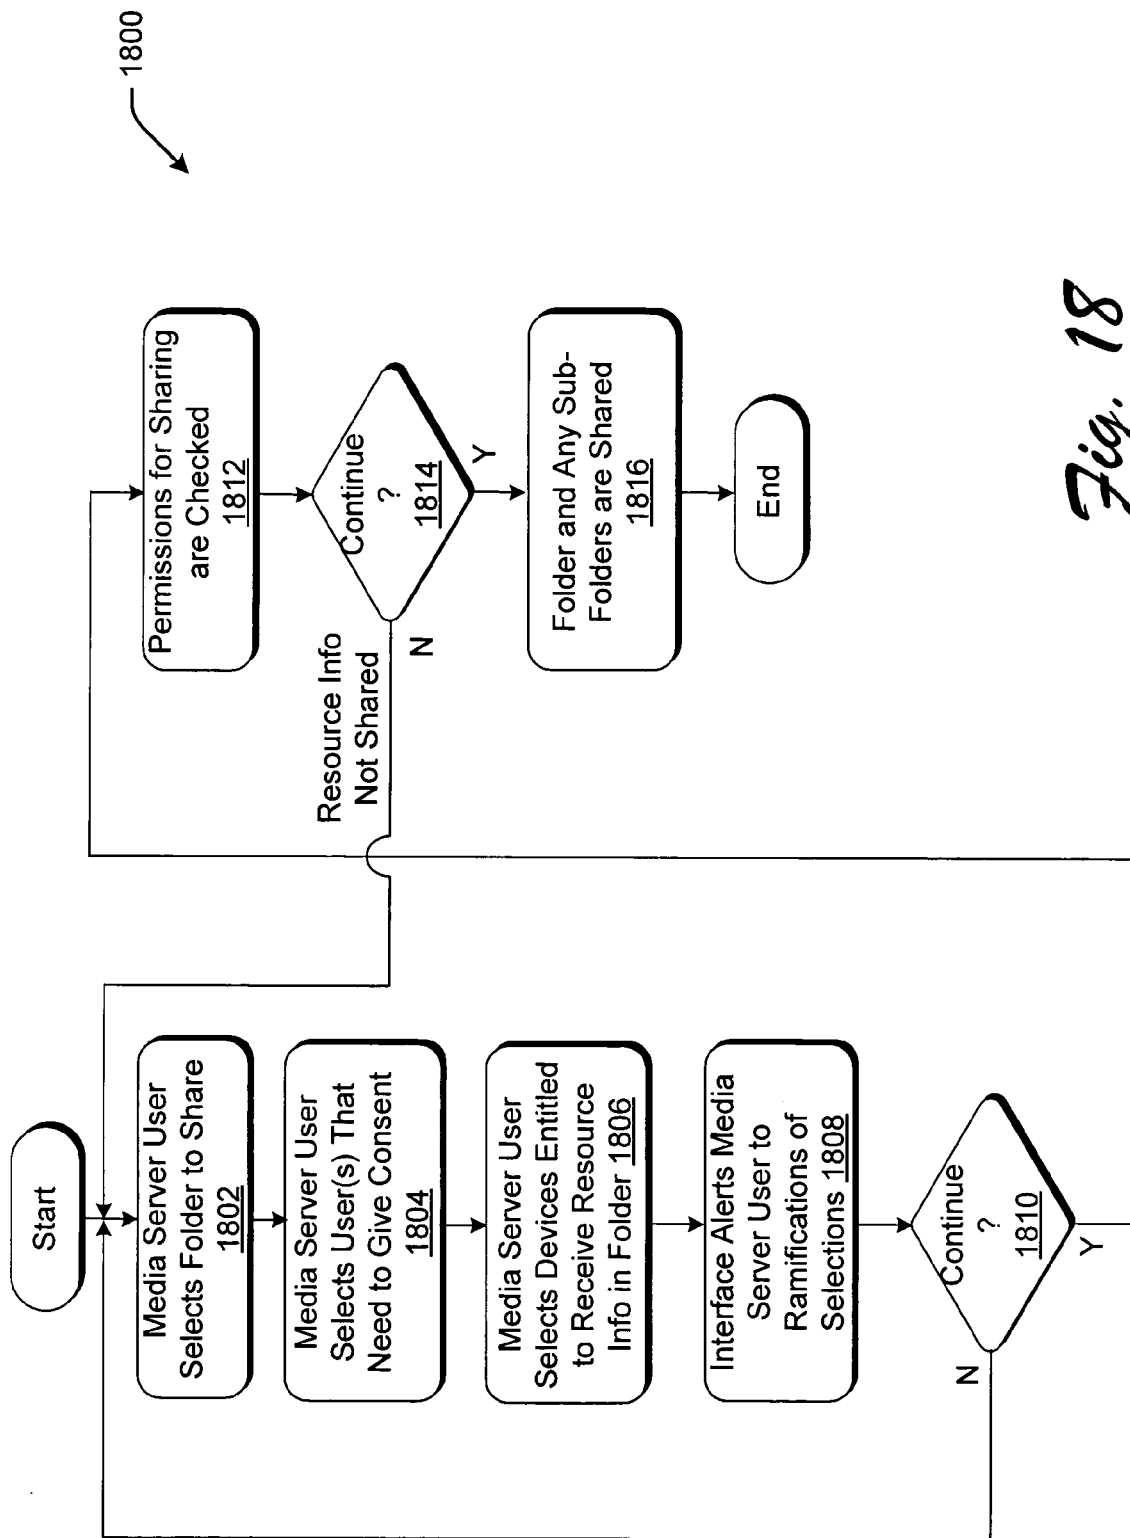 Start
Media Server User
Selects Folder to Share
1802
Media Server User
Selects User(s) That
Need to Give Consent
1804
Media Server User
Selects Devices Entitled
to Receive Resource
Info in Folder 1806
Interface Alerts Media
Server User to
Ramifications of
Selections 1808
Continue
?
1810
N
Y
Permissions for Sharing
are Checked
1812
Continue
?
1814
Resource Info
Not Shared
N
Y
Folder and Any Sub-
Folders are Shared
1816
End
1800
Fig. 18